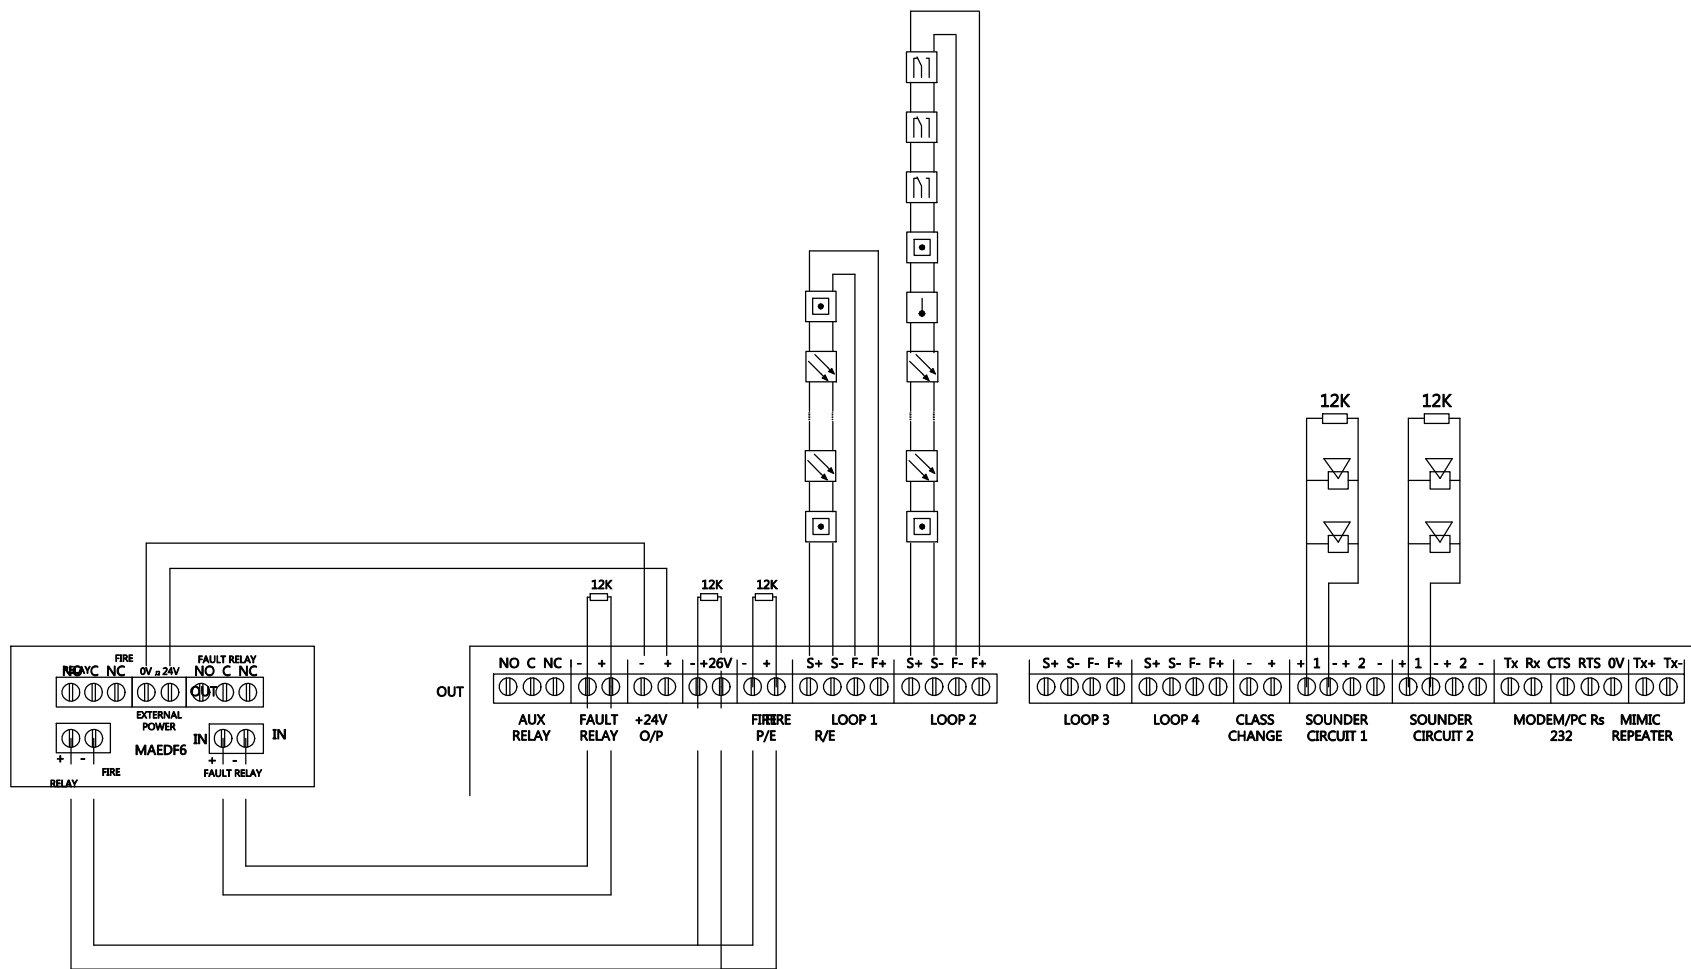 12K 12K
12K 12K 12K
FIRE FAULT RELAY
RELAY
NO C NC 0V 24V NO C NC
OUT
EXTERNAL
POWER
MAEDF6
IN IN
+ - + -
FIRE FAULT RELAY
RELAY
OUT
NO C NC - + - + - +26V - + S+ S- F- F+ S+ S- F- F+ S+ S- F- F+ S+ S- F- F+ - + + 1 - + 2 - + 1 - + 2 - Tx Rx CTS RTS 0V Tx+ Tx-
AUX FAULT +24V FIRE FIRE LOOP 1 LOOP 2 LOOP 3 LOOP 4 CLASS SOUNDER SOUNDER MODEM/PC Rs MIMIC
RELAY RELAY O/P P/E R/E CHANGE CIRCUIT 1 CIRCUIT 2 232 REPEATER